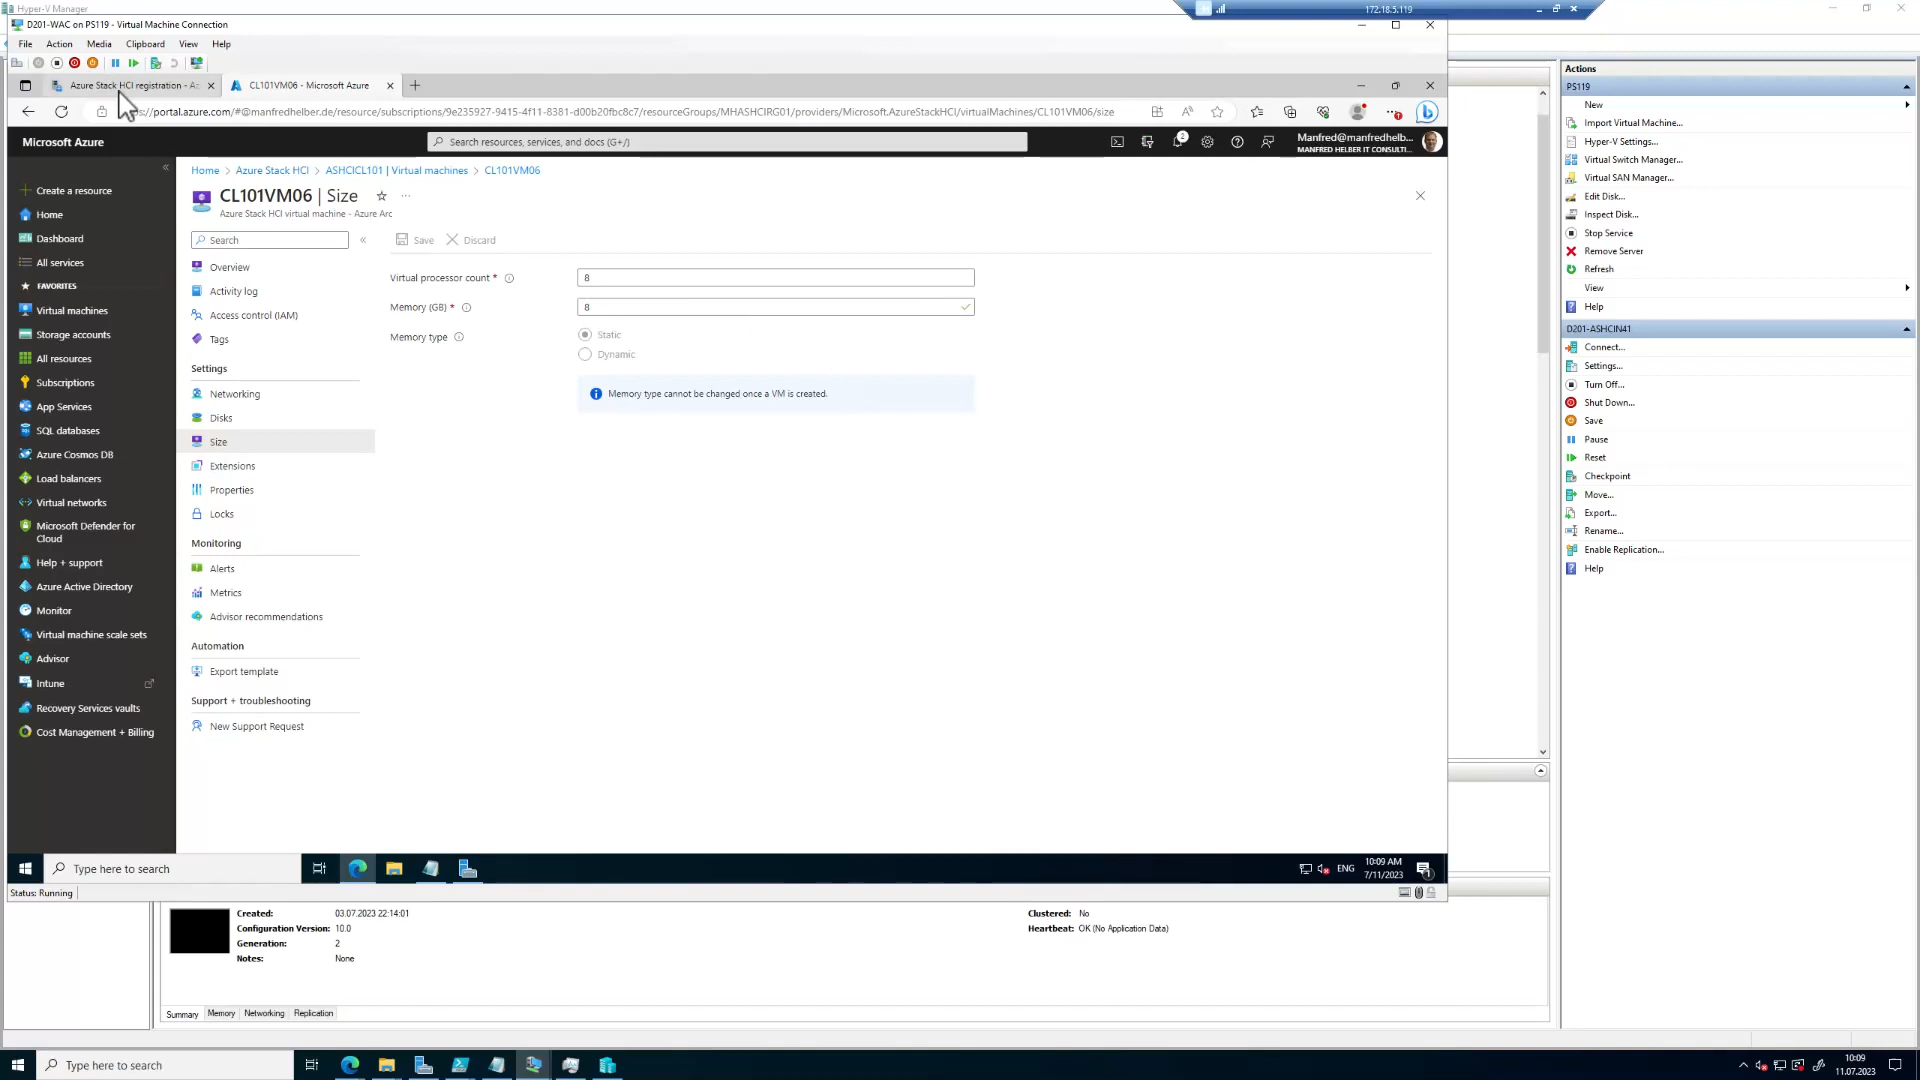 Hyper-V Manager
172.18.5.119
D201-WAC on PS119 - Virtual Machine Connection
File Action Media Clipboard View Help
Azure Stack HCI registration - Az
CL101VM06 - Microsoft Azure
portal.azure.com/#@manfredhelber.de/resource/subscriptions/9e235927-9415-4f11-8381-d00b20fbc8c7/resourceGroups/MHASHCIRG01/providers/Microsoft.AzureStackHCI/virtualMachines/CL101VM06/size
Microsoft Azure
Search resources, services, and docs (G+/)
2
Manfred@manfredhelb...
MANFRED HELBER IT CONSULTI...
Create a resource
Home
Dashboard
All services
FAVORITES
Virtual machines
Storage accounts
All resources
Subscriptions
App Services
SQL databases
Azure Cosmos DB
Load balancers
Virtual networks
Microsoft Defender for
Cloud
Help + support
Azure Active Directory
Monitor
Virtual machine scale sets
Advisor
Intune
Recovery Services vaults
Cost Management + Billing
Home > Azure Stack HCI > ASHCICL101 | Virtual machines > CL101VM06
CL101VM06 | Size
Azure Stack HCI virtual machine - Azure Arc
Search
Overview
Activity log
Access control (IAM)
Tags
Settings
Networking
Disks
Size
Extensions
Properties
Locks
Monitoring
Alerts
Metrics
Advisor recommendations
Automation
Export template
Support + troubleshooting
New Support Request
Save Discard
Virtual processor count *
8
Memory (GB) *
8
Memory type
Static
Dynamic
Memory type cannot be changed once a VM is created.
Type here to search
ENG
10:09 AM
7/11/2023
1
Status: Running
Created: 03.07.2023 22:14:01
Configuration Version: 10.0
Generation: 2
Notes: None
Clustered: No
Heartbeat: OK (No Application Data)
Summary Memory Networking Replication
Actions
PS119
New
Import Virtual Machine...
Hyper-V Settings...
Virtual Switch Manager...
Virtual SAN Manager...
Edit Disk...
Inspect Disk...
Stop Service
Remove Server
Refresh
View
Help
D201-ASHCIN41
Connect...
Settings...
Turn Off...
Shut Down...
Save
Pause
Reset
Checkpoint
Move...
Export...
Rename...
Enable Replication...
Help
Type here to search
10:09
11.07.2023